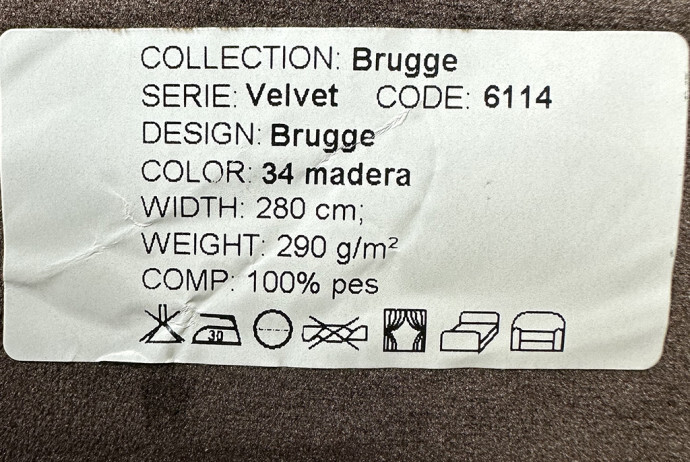 COLLECTION: Brugge
SERIE: Velvet CODE: 6114
DESIGN: Brugge
COLOR: 34 madera
WIDTH: 280 cm;
WEIGHT: 290 g/m²
COMP: 100% pes
30